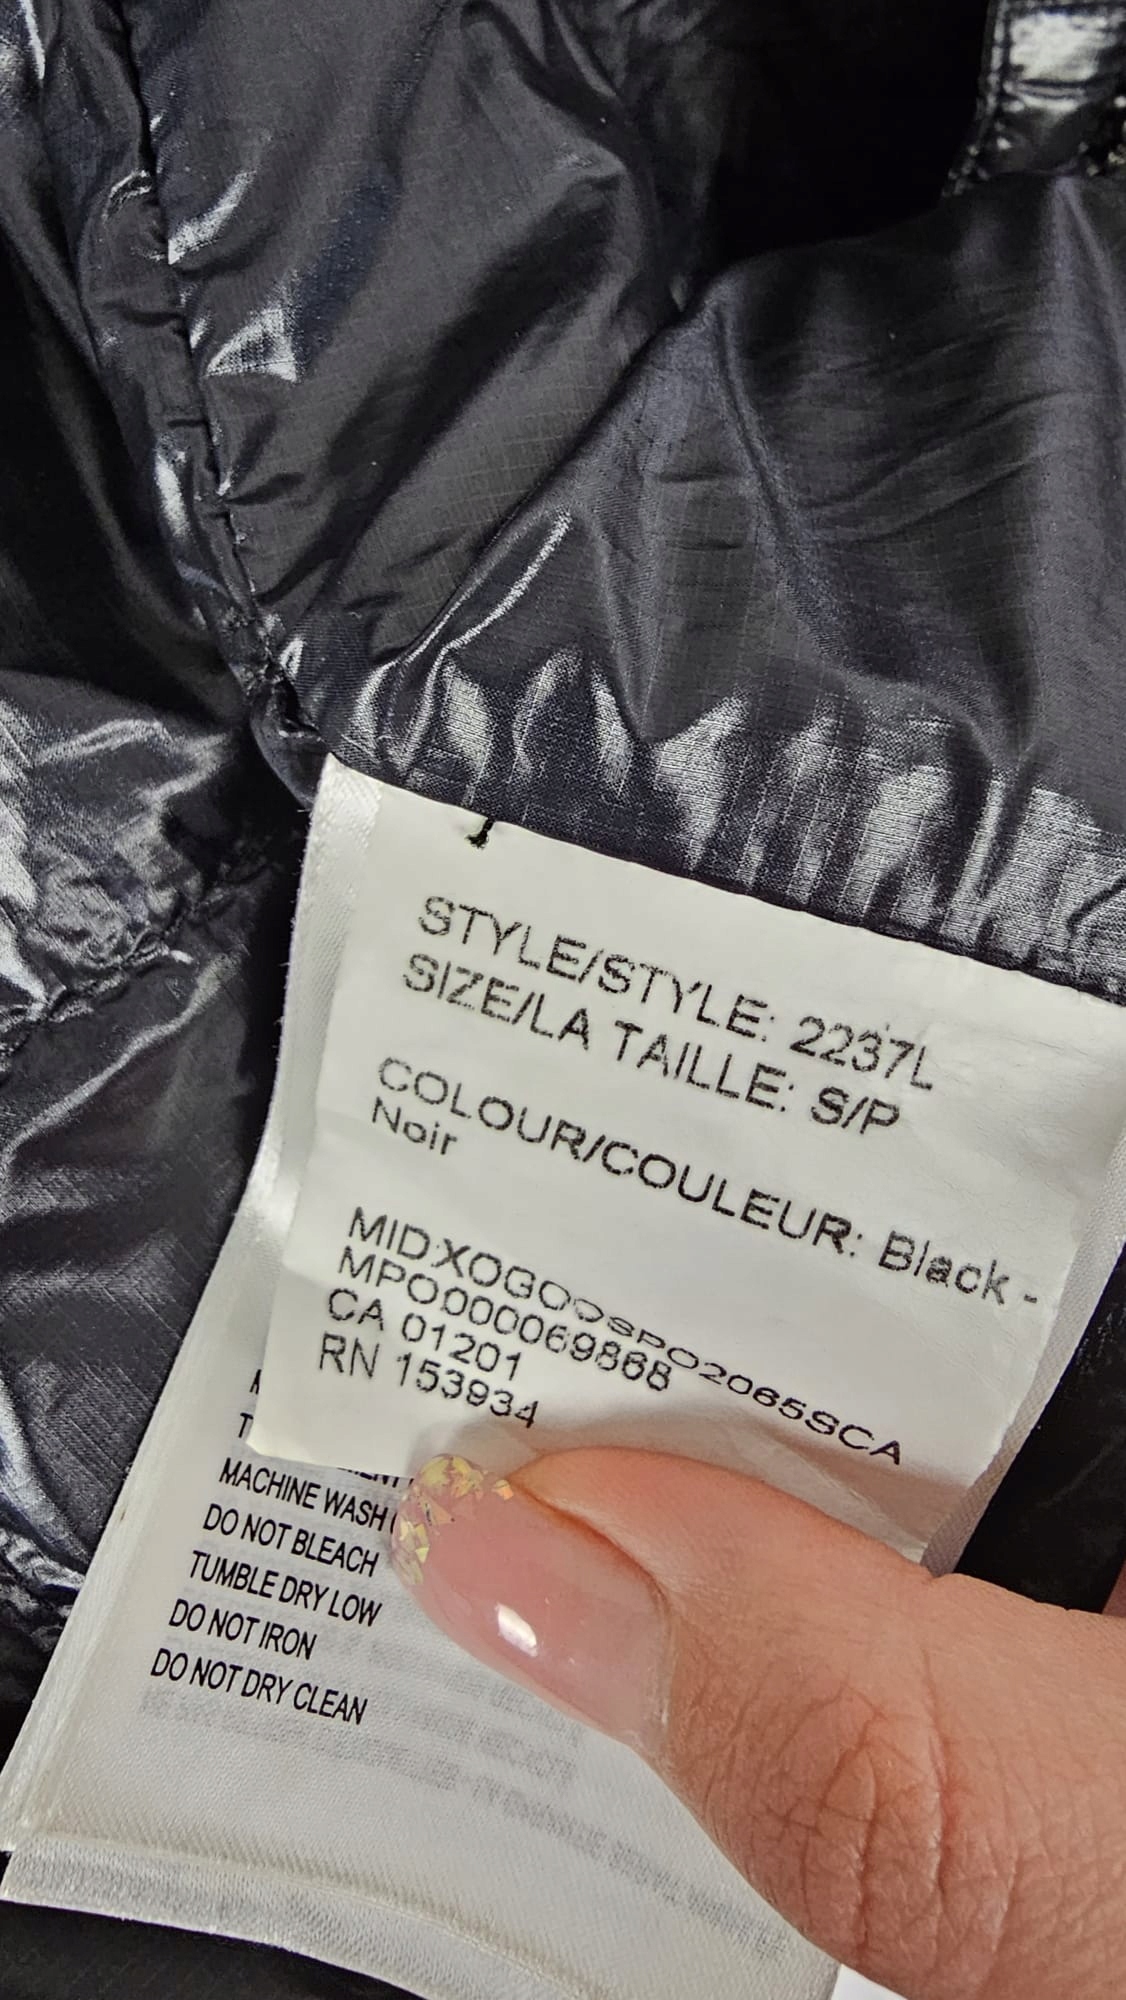 STYLE/STYLE: 2237L
SIZE/LA TAILLE: S/P
COLOUR/COULEUR: Black -
Noir
MID:XOGOOSPO2065SCA
MPO000069868
CA 01201
RN 153934
MACHINE WASH
DO NOT BLEACH
TUMBLE DRY LOW
DO NOT IRON
DO NOT DRY CLEAN